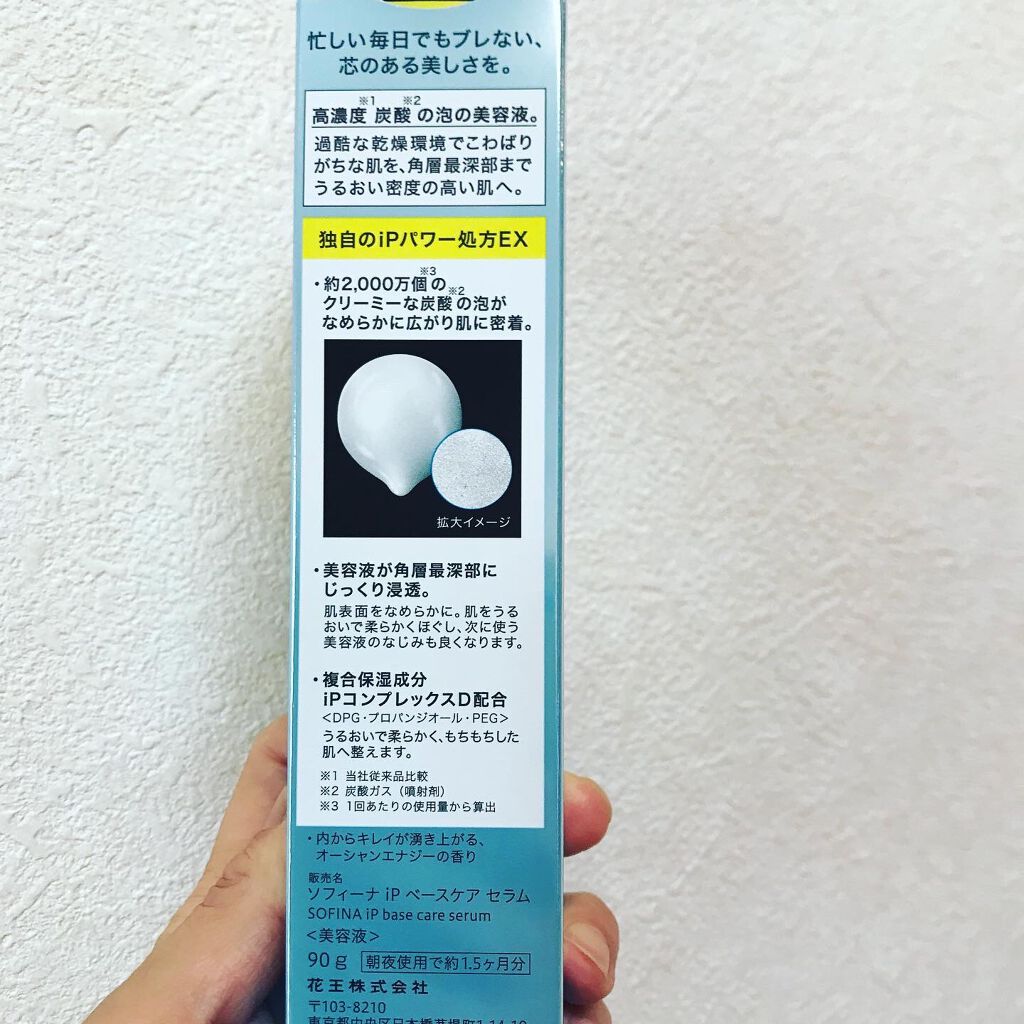 忙しい毎日でもブレない、
芯のある美しさを。
高濃度※1炭酸※2の泡の美容液。
過酷な乾燥環境でこわばり
がちな肌を、角層最深部まで
うるおい密度の高い肌へ。
独自のiPパワー処方EX
・約2,000万個※3の
クリーミーな炭酸※2の泡が
なめらかに広がり肌に密着。
拡大イメージ
・美容液が角層最深部に
じっくり浸透。
肌表面をなめらかに。肌をうる
おいで柔らかくほぐし、次に使う
美容液のなじみも良くなります。
・複合保湿成分
iPコンプレックスD配合
<DPG・プロパンジオール・PEG>
うるおいで柔らかく、もちもちした
肌へ整えます。
※1 当社従来品比較
※2 炭酸ガス（噴射剤）
※3 1回あたりの使用量から算出
・内からキレイが湧き上がる、
オーシャンエナジーの香り
販売名
ソフィーナ iP ベースケア セラム
SOFINA iP base care serum
<美容液>
90g 朝夜使用で約1.5ヶ月分
花王株式会社
〒103-8210
東京都中央区日本橋茅場町1-14-10